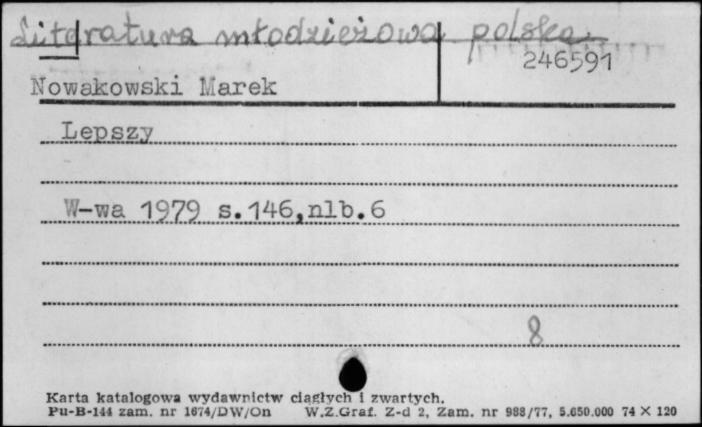 Literatura młodzieżowa polska
246591
Nowakowski Marek
Lepszy
W-wa 1979 s.146,nlb.6
8
Karta katalogowa wydawnictw ciągłych i zwartych.
Pu-B-144 zam. nr 1674/DW/On W.Z.Graf. Z-d 2, Zam. nr 988/77, 5.650.000 74 × 120